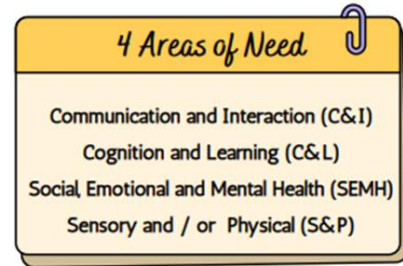 4 Areas of Need
Communication and Interaction (C&I)
Cognition and Learning (C&L)
Social, Emotional and Mental Health (SEMH)
Sensory and / or Physical (S&P)